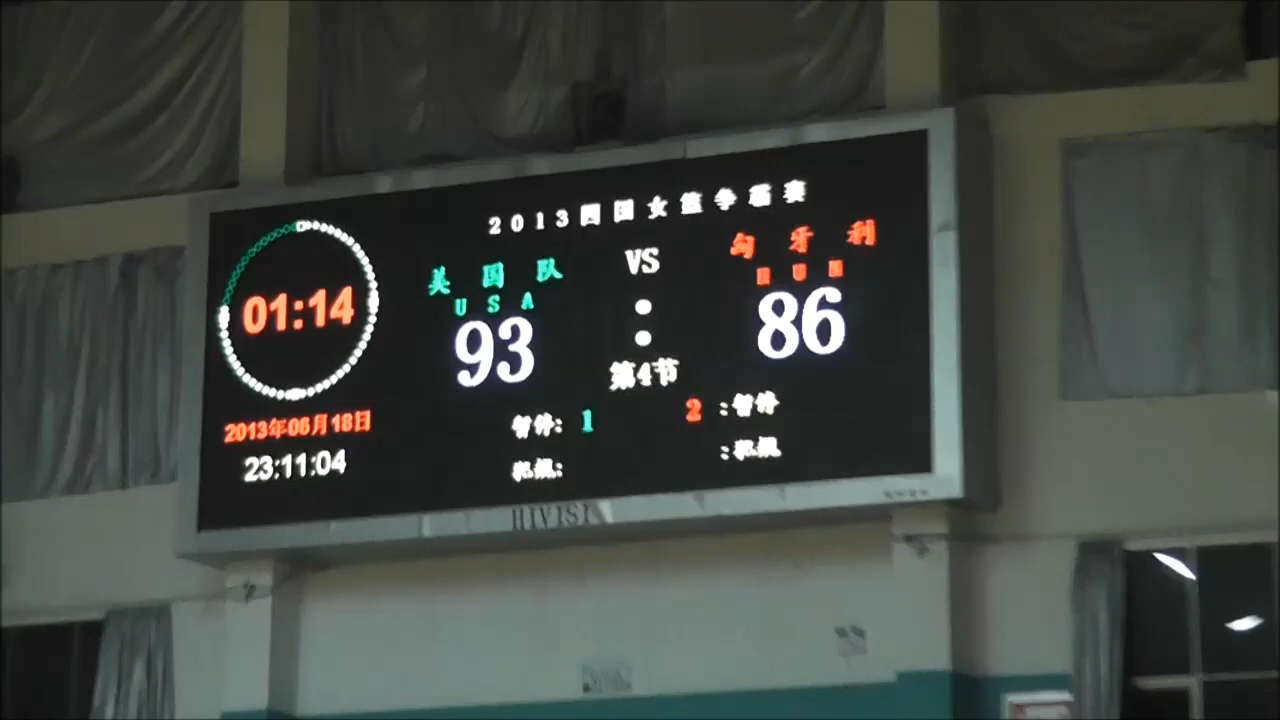 2013四国女篮争霸赛
01:14
美国队
USA
93
VS
:
匈牙利
HUN
86
第4节
暂停: 1
2 :暂停
犯规:
:犯规
2013年06月18日
23:11:04